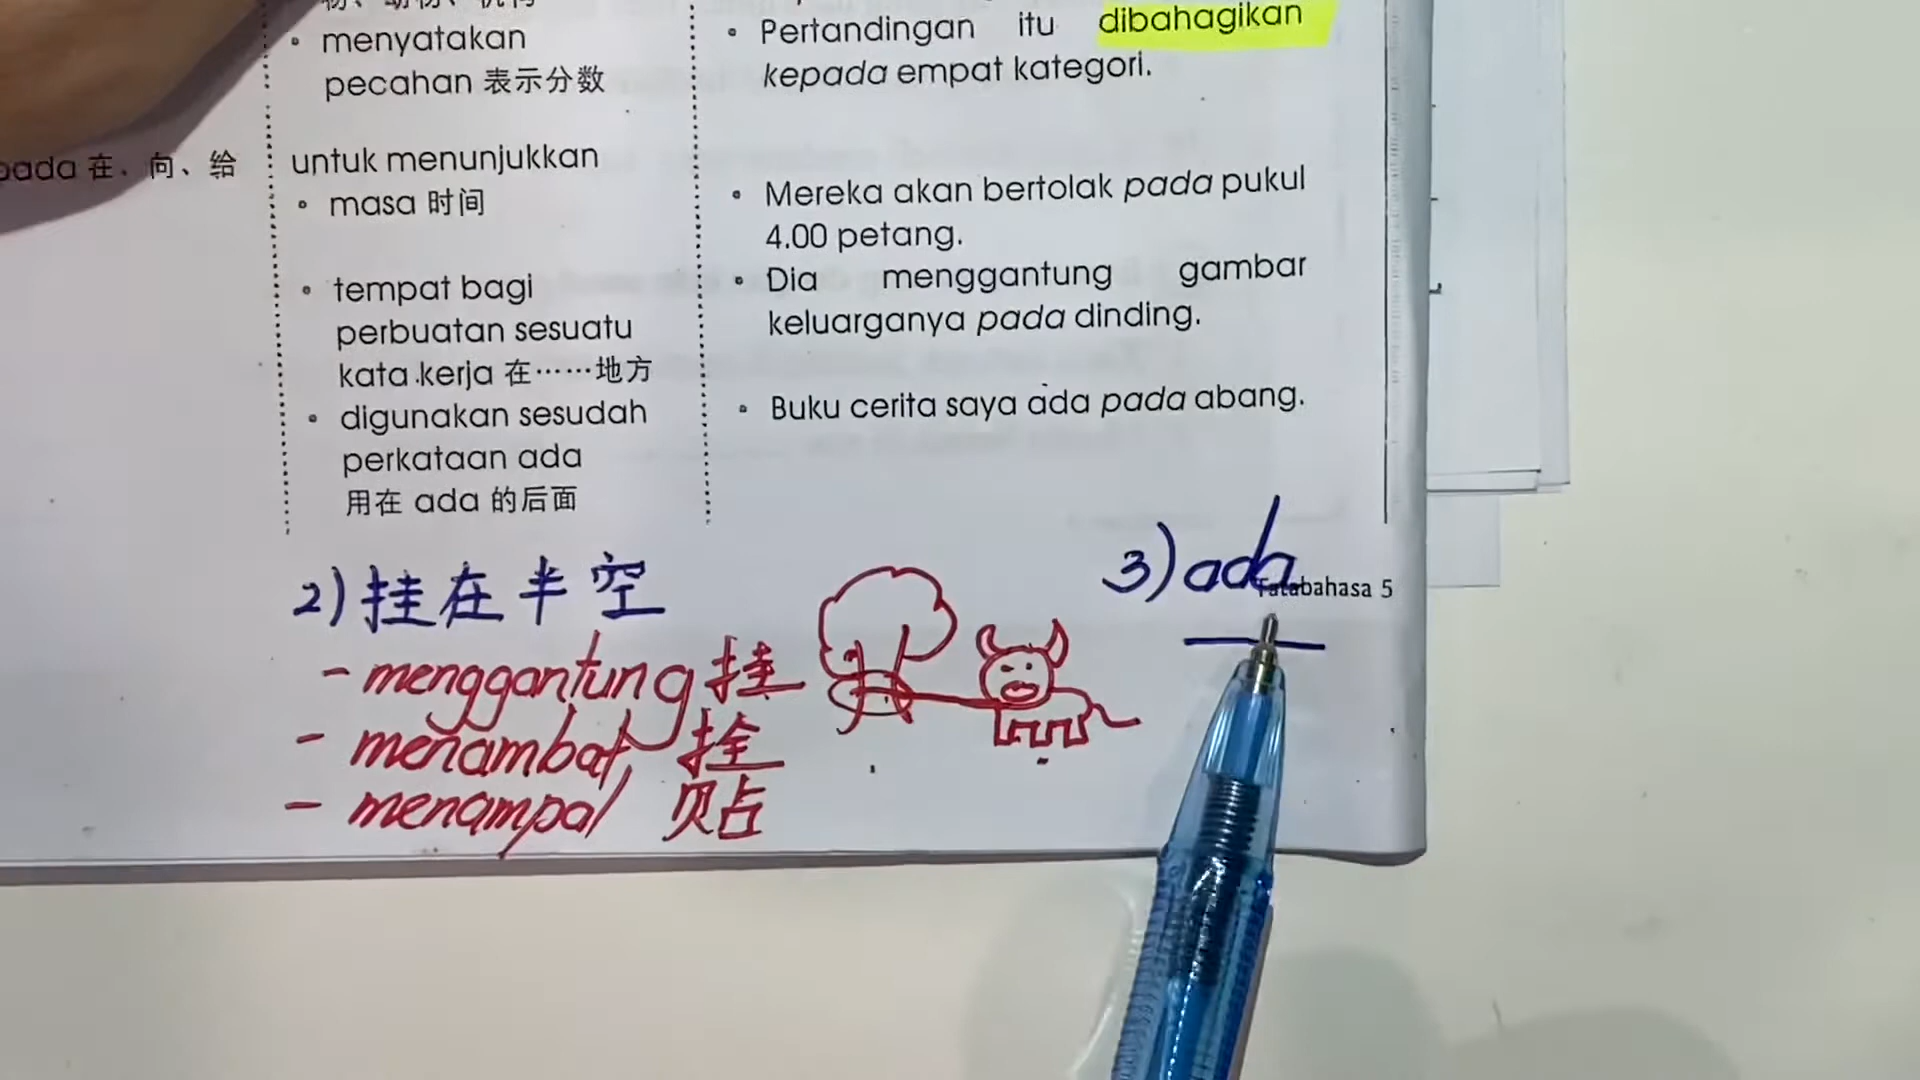 menyatakan
pecahan 表示分数
Pertandingan itu dibahagikan
kepada empat kategori.
pada 在、向、给
untuk menunjukkan
masa 时间
Mereka akan bertolak pada pukul
4.00 petang.
tempat bagi
perbuatan sesuatu
kata kerja 在……地方
Dia menggantung gambar
keluarganya pada dinding.
digunakan sesudah
perkataan ada
用在 ada 的后面
Buku cerita saya ada pada abang.
2) 挂在半空
- menggantung 挂
- menambat 拴
- menampal 贴
3) ada
Tatabahasa 5